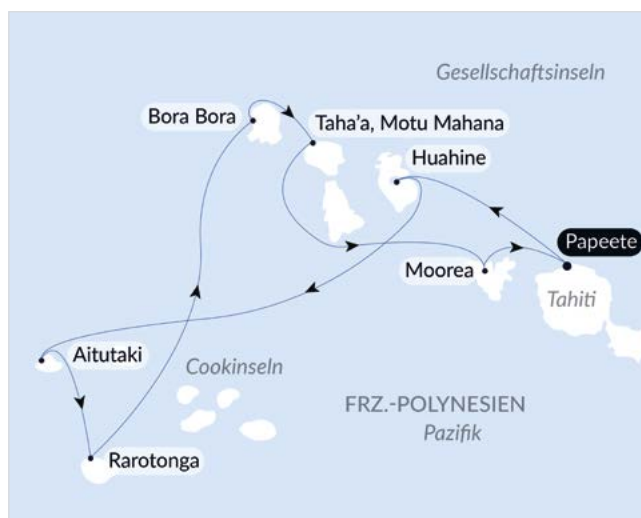 Gesellschaftsinseln
Bora Bora
Taha'a, Motu Mahana
Huahine
Papeete
Moorea
Tahiti
Aitutaki
Cookinseln
FRZ.-POLYNESIEN
Pazifik
Rarotonga